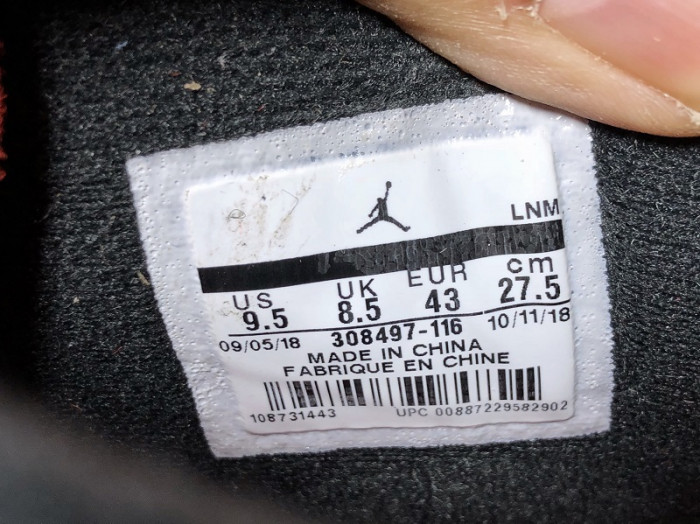 LNM
US UK EUR cm
9.5 8.5 43 27.5
09/05/18 308497-116 10/11/18
MADE IN CHINA
FABRIQUE EN CHINE
108731443 UPC 00887229582902